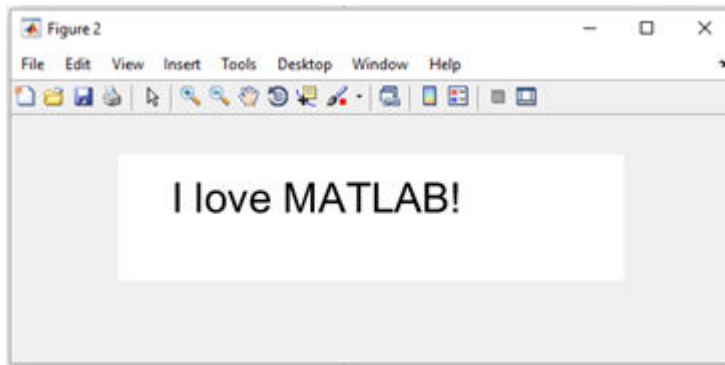 Figure 2
File Edit View Insert Tools Desktop Window Help
I love MATLAB!